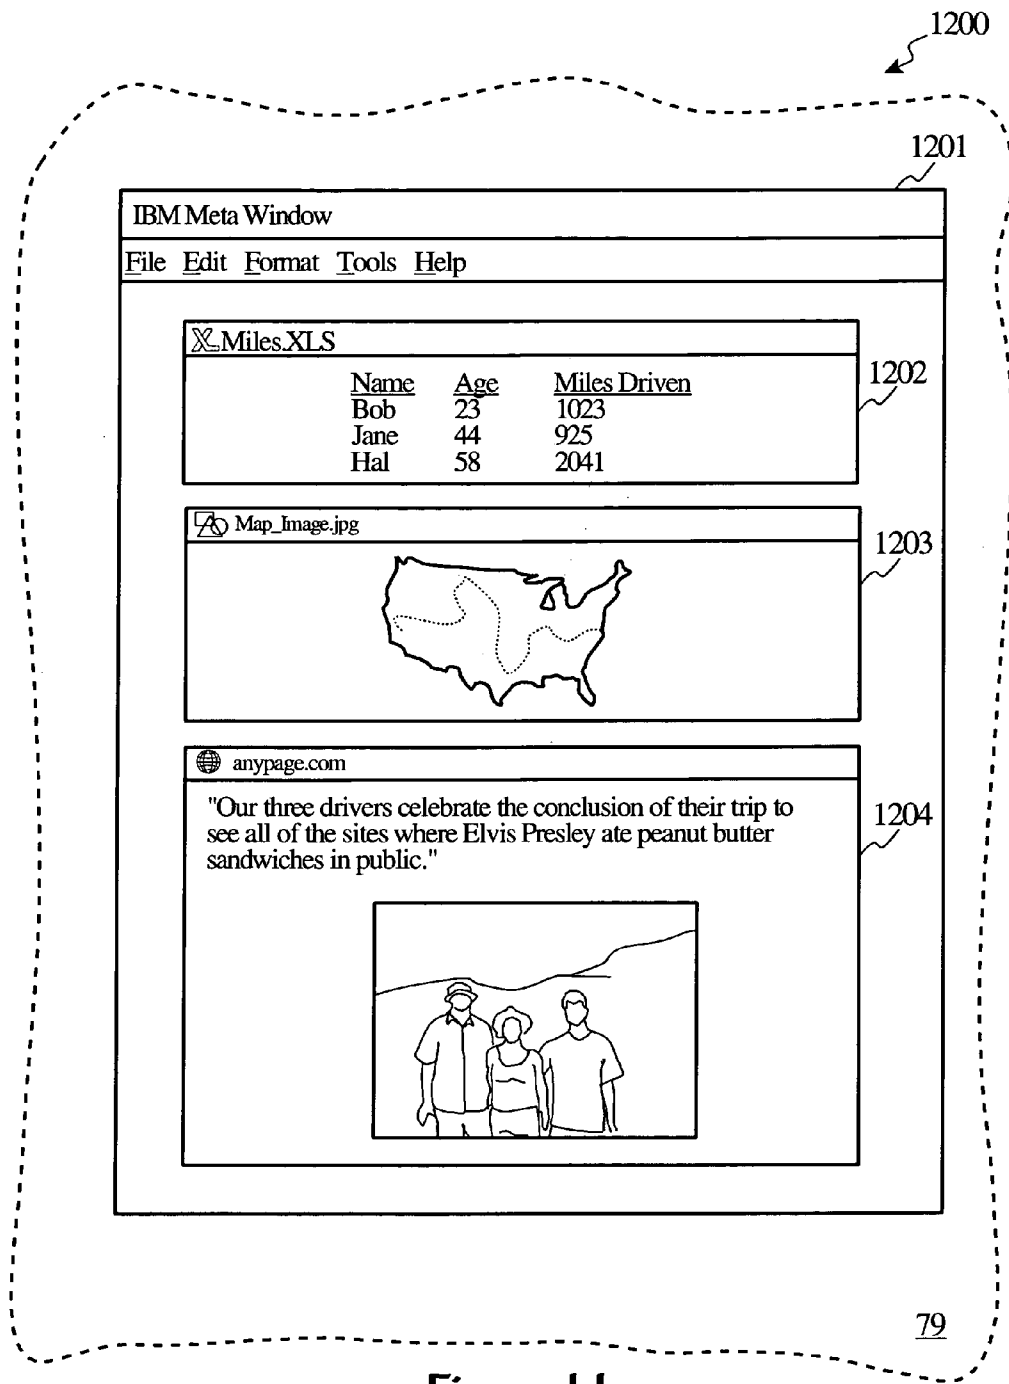 1200
1201
IBM Meta Window
File Edit Format Tools Help
Miles.XLS
1202
Name Age Miles Driven
Bob 23 1023
Jane 44 925
Hal 58 2041
Map_Image.jpg
1203
anypage.com
1204
"Our three drivers celebrate the conclusion of their trip to
see all of the sites where Elvis Presley ate peanut butter
sandwiches in public."
79